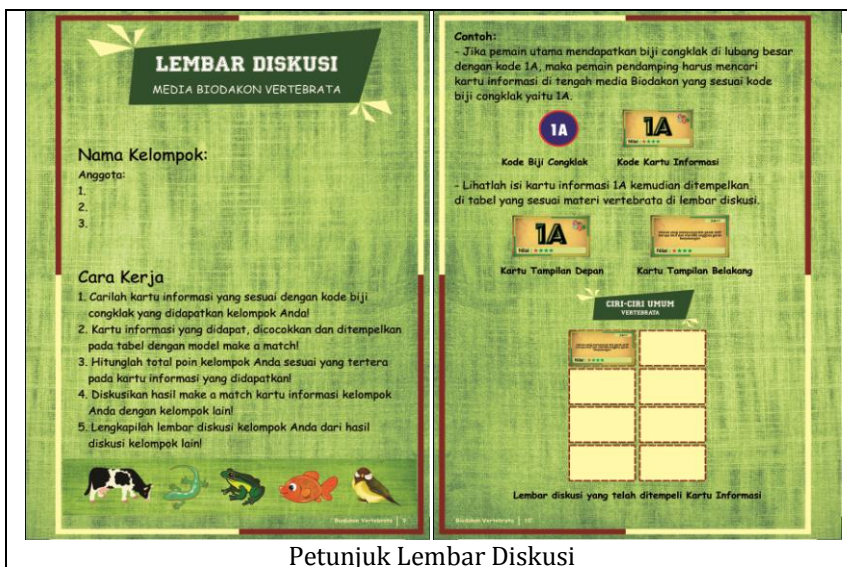 LEMBAR DISKUSI
MEDIA BIODAKON VERTEBRATA
Nama Kelompok:
Anggota:
1.
2.
3.
Cara Kerja
1. Carilah kartu informasi yang sesuai dengan kode biji
congklak yang didapatkan kelompok Anda!
2. Kartu informasi yang didapat, dicocokkan dan ditempelkan
pada tabel dengan model make a match!
3. Hitunglah total poin kelompok Anda sesuai yang tertera
pada kartu informasi yang didapatkan!
4. Diskusikan hasil make a match kartu informasi kelompok
Anda dengan kelompok lain!
5. Lengkapilah lembar diskusi kelompok Anda dari hasil
diskusi kelompok lain!
Biodakon Vertebrata | 9
Contoh:
- Jika pemain utama mendapatkan biji congklak di lubang besar
dengan kode 1A, maka pemain pendamping harus mencari
kartu informasi di tengah media Biodakon yang sesuai kode
biji congklak yaitu 1A.
1A
1A
Nilai :
Kode Biji Congklak
Kode Kartu Informasi
- Lihatlah isi kartu informasi 1A kemudian ditempelkan
di tabel yang sesuai materi vertebrata di lembar diskusi.
1A
Nilai :
Nilai :
Kartu Tampilan Depan
Kartu Tampilan Belakang
CIRI-CIRI UMUM
VERTEBRATA
Nilai :
Lembar diskusi yang telah ditempeli Kartu Informasi
Biodakon Vertebrata | 10
Petunjuk Lembar Diskusi